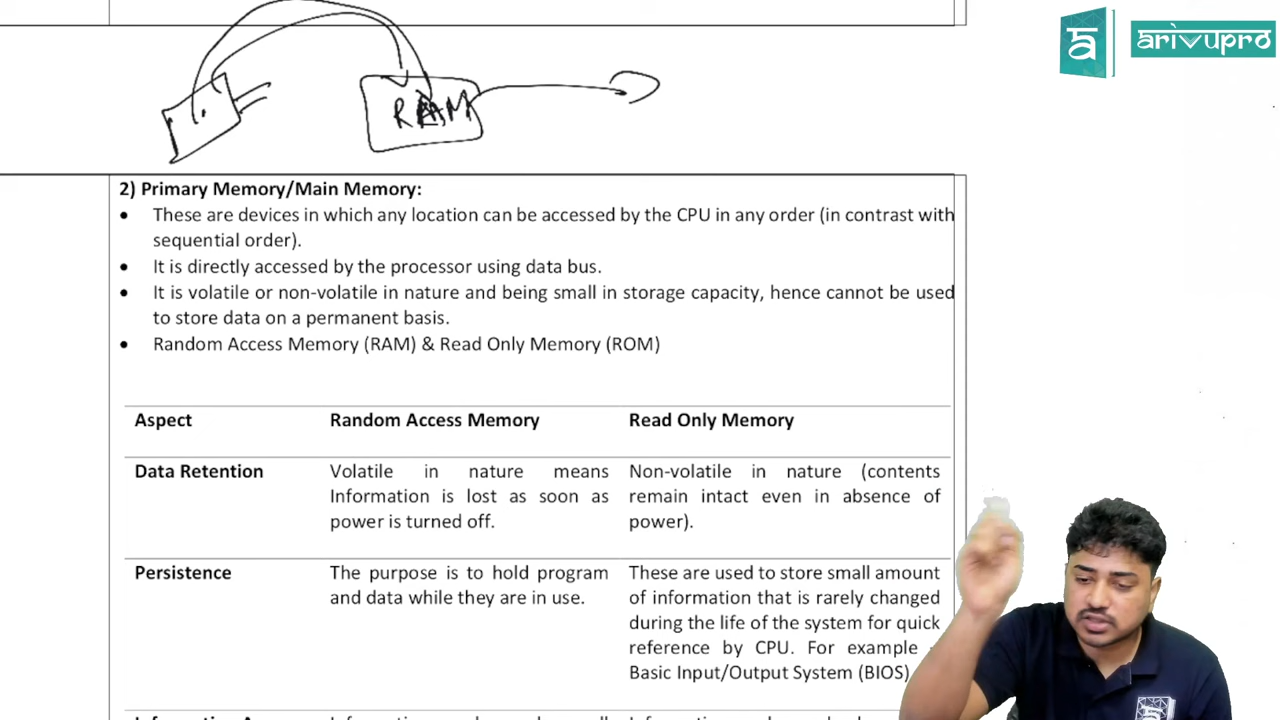 ā
arivupro
RAM
2) Primary Memory/Main Memory:
• These are devices in which any location can be accessed by the CPU in any order (in contrast with
sequential order).
• It is directly accessed by the processor using data bus.
• It is volatile or non-volatile in nature and being small in storage capacity, hence cannot be used
to store data on a permanent basis.
• Random Access Memory (RAM) & Read Only Memory (ROM)
Aspect Random Access Memory Read Only Memory
Data Retention Volatile in nature means Non-volatile in nature (contents
Information is lost as soon as remain intact even in absence of
power is turned off. power).
Persistence The purpose is to hold program These are used to store small amount
and data while they are in use. of information that is rarely changed
during the life of the system for quick
reference by CPU. For example
Basic Input/Output System (BIOS)